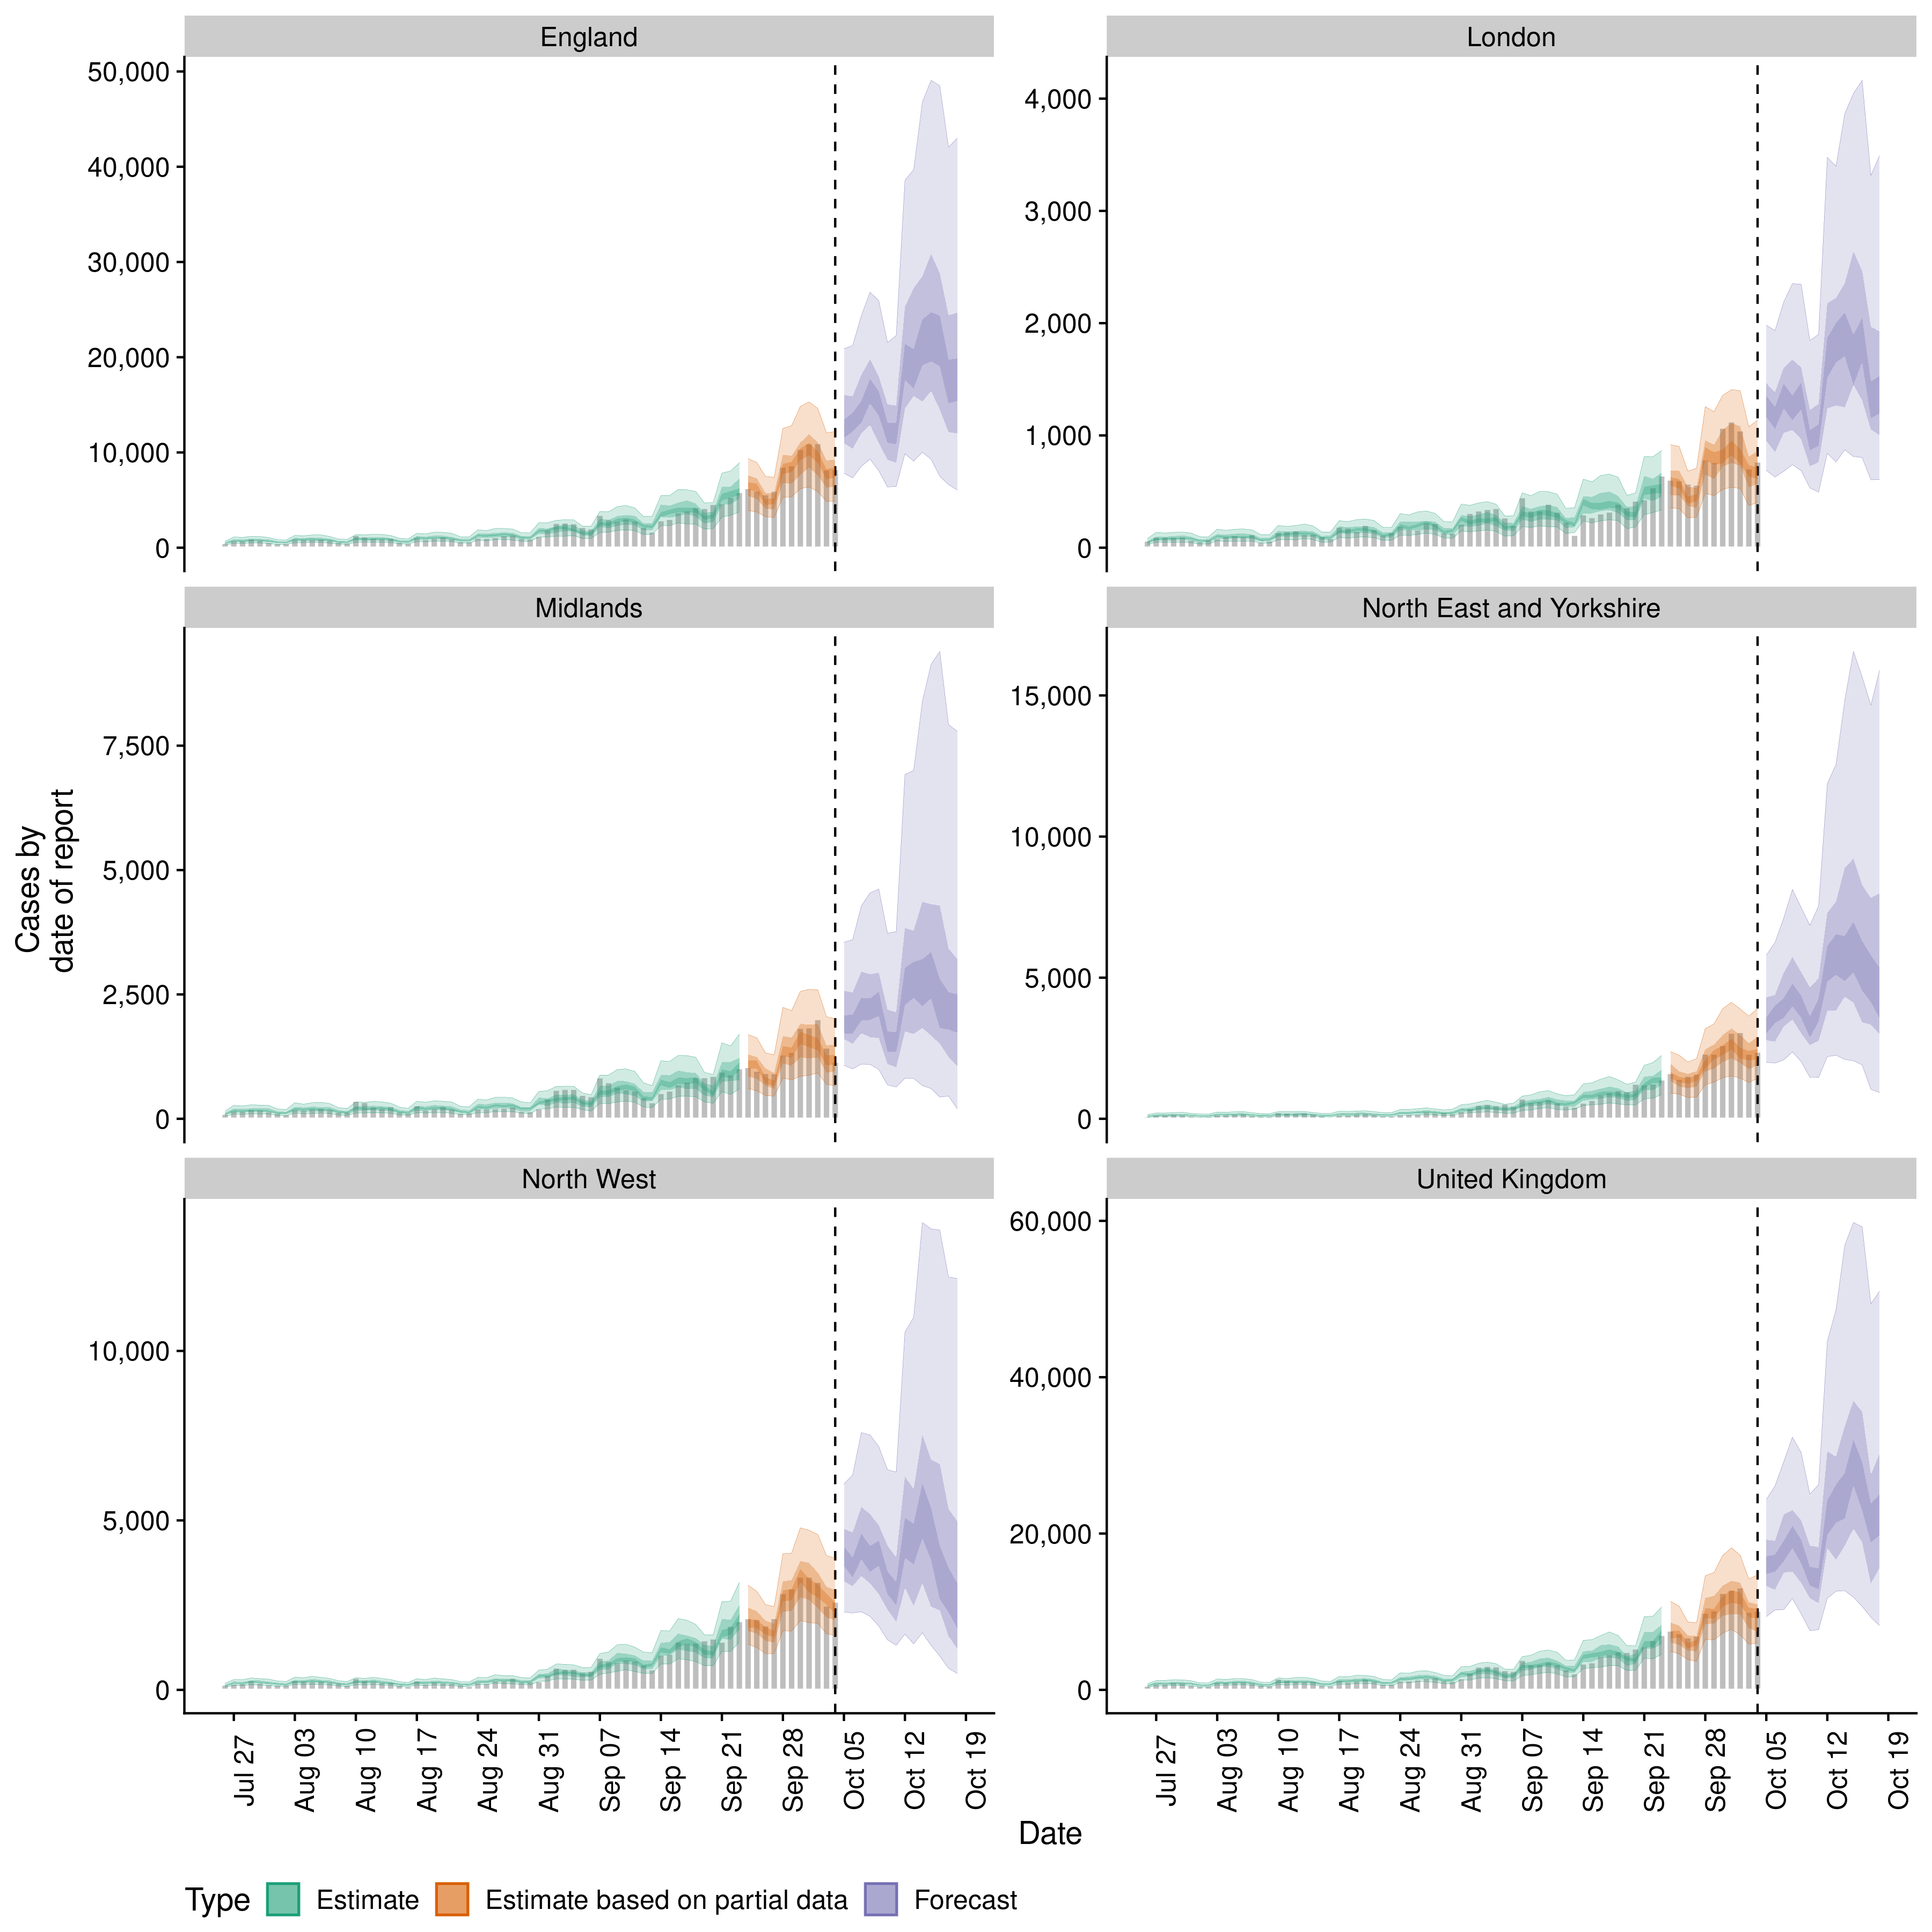 England
London
50,000
40,000
30,000
20,000
10,000
0
4,000
3,000
2,000
1,000
0
Midlands
North East and Yorkshire
7,500
5,000
2,500
0
15,000
10,000
5,000
0
Cases by
date of report
North West
United Kingdom
10,000
5,000
0
60,000
40,000
20,000
0
Jul 27
Aug 03
Aug 10
Aug 17
Aug 24
Aug 31
Sep 07
Sep 14
Sep 21
Sep 28
Oct 05
Oct 12
Oct 19
Jul 27
Aug 03
Aug 10
Aug 17
Aug 24
Aug 31
Sep 07
Sep 14
Sep 21
Sep 28
Oct 05
Oct 12
Oct 19
Date
Type Estimate Estimate based on partial data Forecast